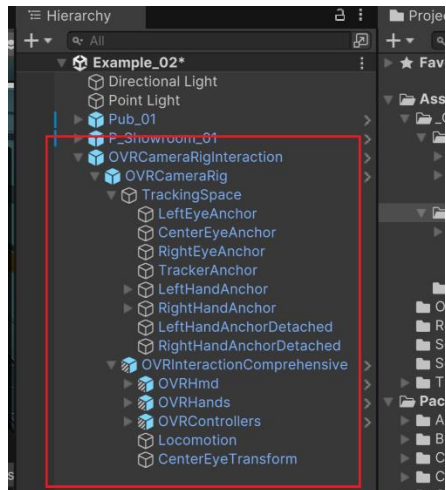 Hierarchy
Projec
All
Example_02*
Fav
Directional Light
Point Light
Ass
Pub_01
P_Showroom_01
OVRCameraRigInteraction
OVRCameraRig
TrackingSpace
LeftEyeAnchor
CenterEyeAnchor
RightEyeAnchor
TrackerAnchor
LeftHandAnchor
RightHandAnchor
LeftHandAnchorDetached
RightHandAnchorDetached
OVRInteractionComprehensive
OVRHmd
OVRHands
OVRControllers
Locomotion
CenterEyeTransform
O
R
S
S
T
Pac
A
B
C
C